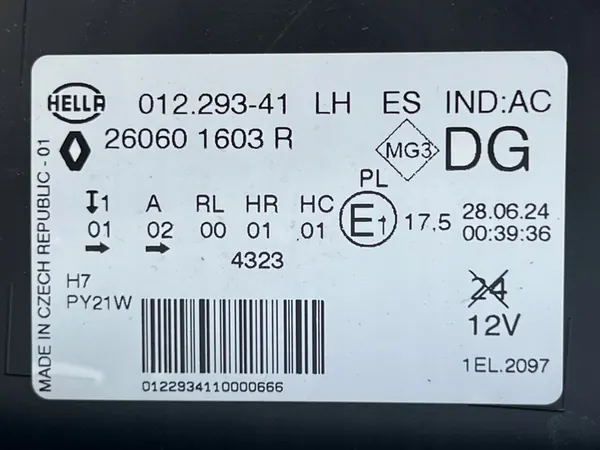 HELLA 012.293-41 LH ES IND:AC
26060 1603 R MG3 DG
PL
1 A RL HR HC
01 02 00 01 .01 E1 17,5 28.06.24
00:39:36
4323
H7
PY21W
24
12V
0122934110000666
1EL.2097
MADE IN CZECH REPUBLIC - 01